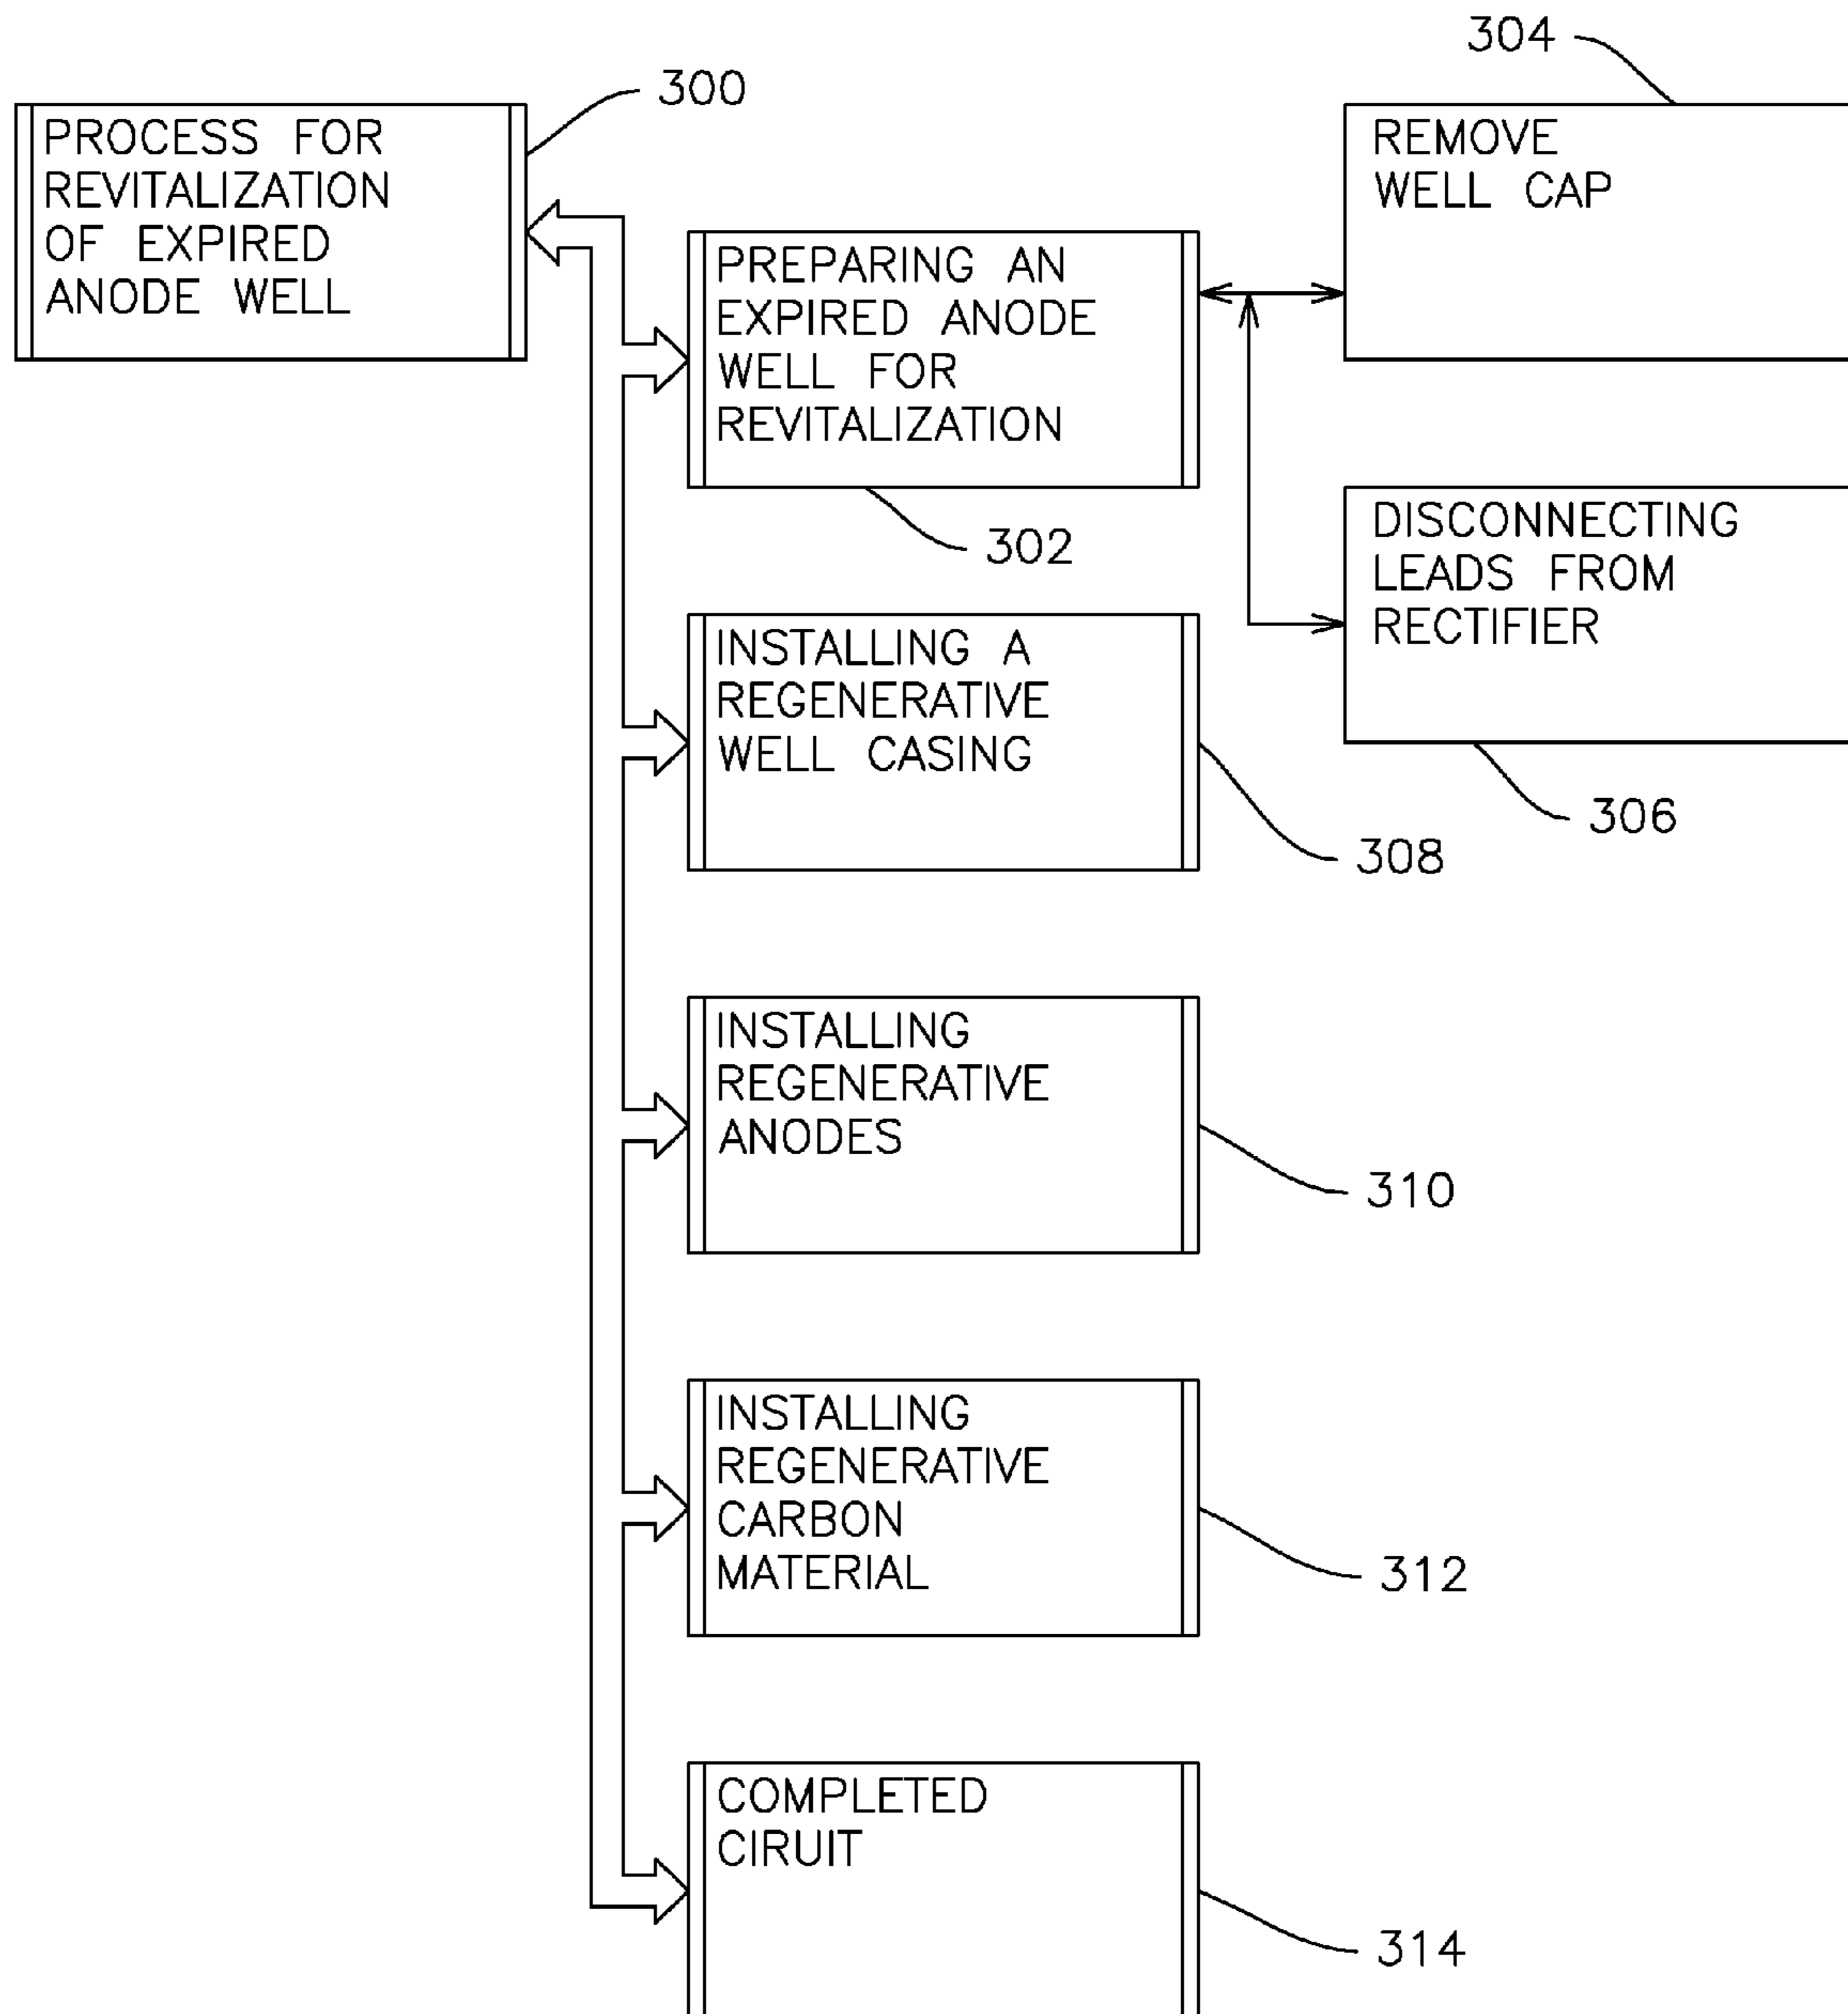 304
300
PROCESS FOR
REVITALIZATION
OF EXPIRED
ANODE WELL
REMOVE
WELL CAP
PREPARING AN
EXPIRED ANODE
WELL FOR
REVITALIZATION
302
DISCONNECTING
LEADS FROM
RECTIFIER
306
INSTALLING A
REGENERATIVE
WELL CASING
308
INSTALLING
REGENERATIVE
ANODES
310
INSTALLING
REGENERATIVE
CARBON
MATERIAL
312
COMPLETED
CIRUIT
314